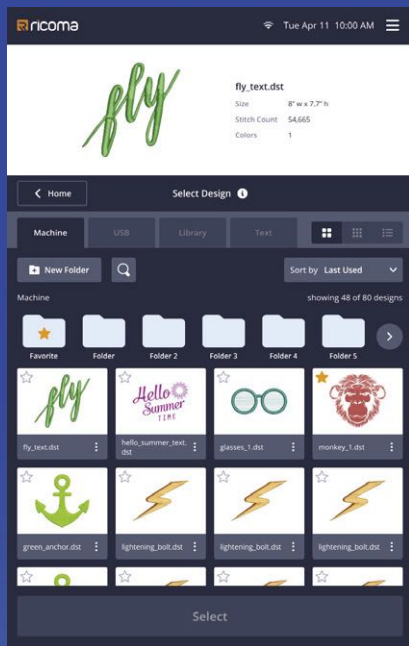 ricoma
Tue Apr 11 10:00 AM
fly
fly_text.dst
Size 8" w x 7.7" h
Stitch Count 54,665
Colors 1
Home
Select Design
Machine USB Library Text
New Folder
Sort by Last Used
Machine
showing 48 of 80 designs
Favorite Folder Folder 2 Folder 3 Folder 4 Folder 5
fly
Hello
Summer
TIME
fly_text.dst
hello_summer_text.
dst
glasses_1.dst
monkey_1.dst
green_anchor.dst
lightening_bolt.dst
lightening_bolt.dst
lightening_bolt.dst
Select